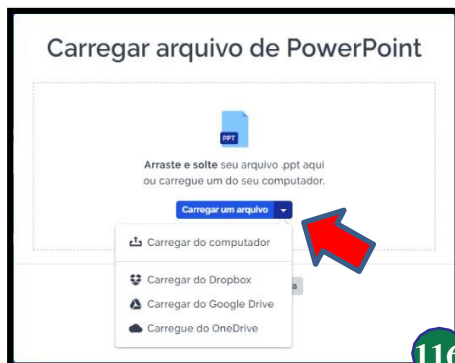 Carregar arquivo de PowerPoint
PPT
Arraste e solte seu arquivo .ppt aqui
ou carregue um do seu computador.
Carregar um arquivo
Carregar do computador
Carregar do Dropbox
a
Carregar do Google Drive
Carregue do OneDrive
116